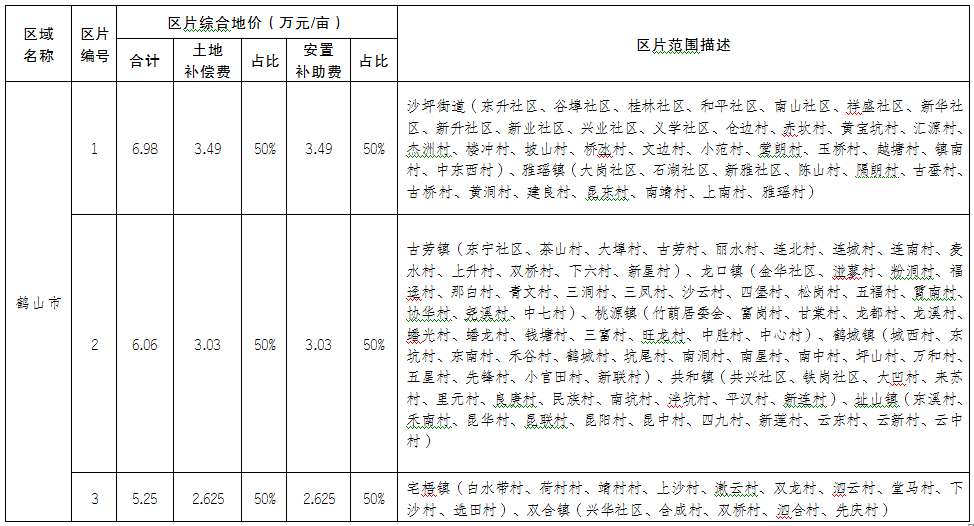 区域名称
区片编号
区片综合地价（万元/亩）
合计
土地补偿费
占比
安置补助费
占比
区片范围描述
鹤山市
1
6.98
3.49
50%
3.49
50%
沙坪街道（东升社区、谷埠社区、桂林社区、和平社区、南山社区、祥盛社区、新华社
区、新升社区、新业社区、兴业社区、义学社区、仓边村、赤坎村、黄宝坑村、汇源村、
杰洲村、楼冲村、坡山村、桥㙟村、文边村、小范村、霄朗村、玉桥村、越塘村、镇南
村、中东西村）、雅瑶镇（大岗社区、石湖社区、新雅社区、陈山村、隔朗村、古蚕村、
古桥村、黄洞村、建良村、昆东村、南靖村、上南村、雅瑶村）
2
6.06
3.03
50%
3.03
50%
古劳镇（东宁社区、茶山村、大埠村、古劳村、丽水村、连北村、连城村、连南村、麦
水村、上升村、双桥村、下六村、新星村）、龙口镇（金华社区、湴蓼村、粉洞村、福
迳村、那白村、青文村、三洞村、三凤村、沙云村、四堡村、松岗村、五福村、霄南村、
协华村、尧溪村、中七村）、桃源镇（竹萌居委会、富岗村、甘棠村、龙都村、龙溪村、
蟠光村、蟠龙村、钱塘村、三富村、旺龙村、中胜村、中心村）、鹤城镇（城西村、东
坑村、东南村、禾谷村、鹤城村、坑尾村、南洞村、南星村、南中村、坪山村、万和村、
五星村、先锋村、小官田村、新联村）、共和镇（共兴社区、铁岗社区、大凹村、来苏
村、里元村、良庚村、民族村、南坑村、泮坑村、平汉村、新连村）、址山镇（东溪村、
禾南村、昆华村、昆联村、昆阳村、昆中村、四九村、新莲村、云东村、云新村、云中
村）
3
5.25
2.625
50%
2.625
50%
宅梧镇（白水带村、荷村村、靖村村、上沙村、漱云村、双龙村、泗云村、堂马村、下
沙村、选田村）、双合镇（兴华社区、合成村、双桥村、泗合村、先庆村）